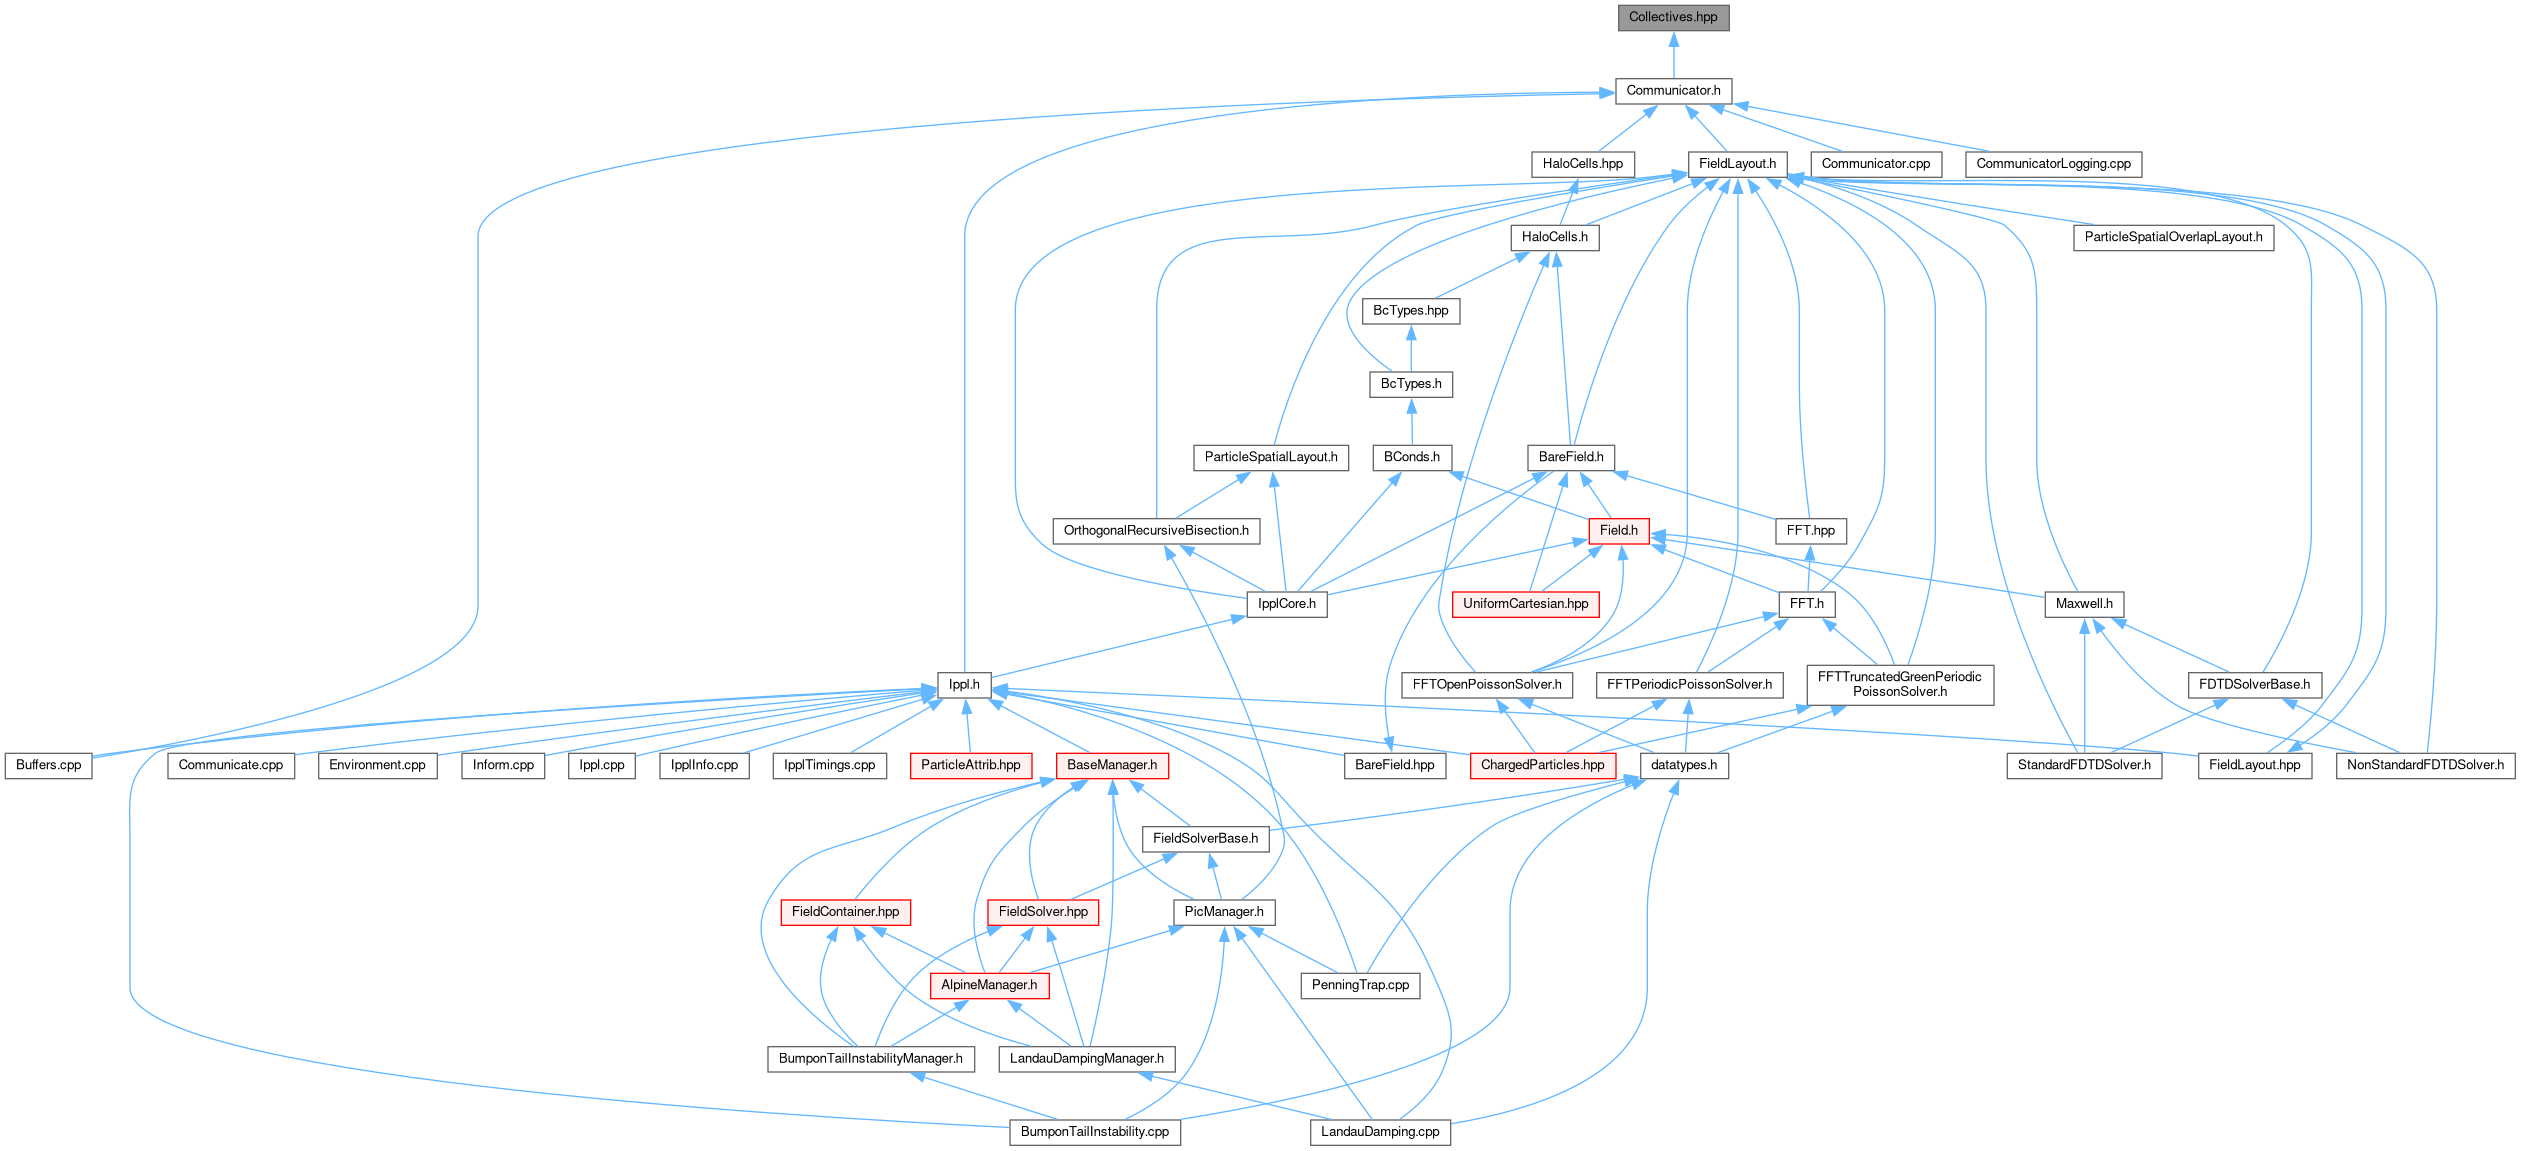 Collectives.hpp
Communicator.h
HaloCells.hpp
FieldLayout.h
Communicator.cpp
CommunicatorLogging.cpp
HaloCells.h
ParticleSpatialOverlapLayout.h
BcTypes.hpp
BcTypes.h
ParticleSpatialLayout.h
BConds.h
BareField.h
OrthogonalRecursiveBisection.h
Field.h
FFT.hpp
IpplCore.h
UniformCartesian.hpp
FFT.h
Maxwell.h
Ippl.h
FFTOpenPoissonSolver.h
FFTPeriodicPoissonSolver.h
FFTTruncatedGreenPeriodic
PoissonSolver.h
FDTDSolverBase.h
Buffers.cpp
Communicate.cpp
Environment.cpp
Inform.cpp
Ippl.cpp
IpplInfo.cpp
IpplTimings.cpp
ParticleAttrib.hpp
BaseManager.h
BareField.hpp
ChargedParticles.hpp
datatypes.h
StandardFDTDSolver.h
FieldLayout.hpp
NonStandardFDTDSolver.h
FieldSolverBase.h
FieldContainer.hpp
FieldSolver.hpp
PicManager.h
AlpineManager.h
PenningTrap.cpp
BumponTailInstabilityManager.h
LandauDampingManager.h
BumponTailInstability.cpp
LandauDamping.cpp